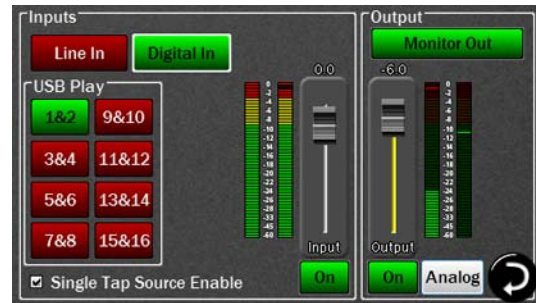 Inputs
Line In
Digital In
USB Play
1&2
9&10
3&4
11&12
5&6
13&14
7&8
15&16
Single Tap Source Enable
0.0
Input
On
Output
Monitor Out
-6.0
Output
On
Analog